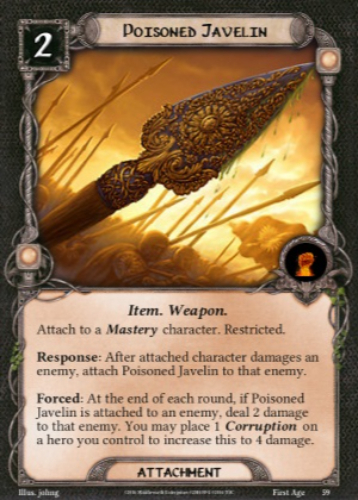 2
Poisoned Javelin
Item. Weapon.
Attach to a Mastery character. Restricted.
Response: After attached character damages an
enemy, attach Poisoned Javelin to that enemy.
Forced: At the end of each round, if Poisoned
Javelin is attached to an enemy, deal 2 damage
to that enemy. You may place 1 Corruption on
a hero you control to increase this to 4 damage.
ATTACHMENT
First Age
59